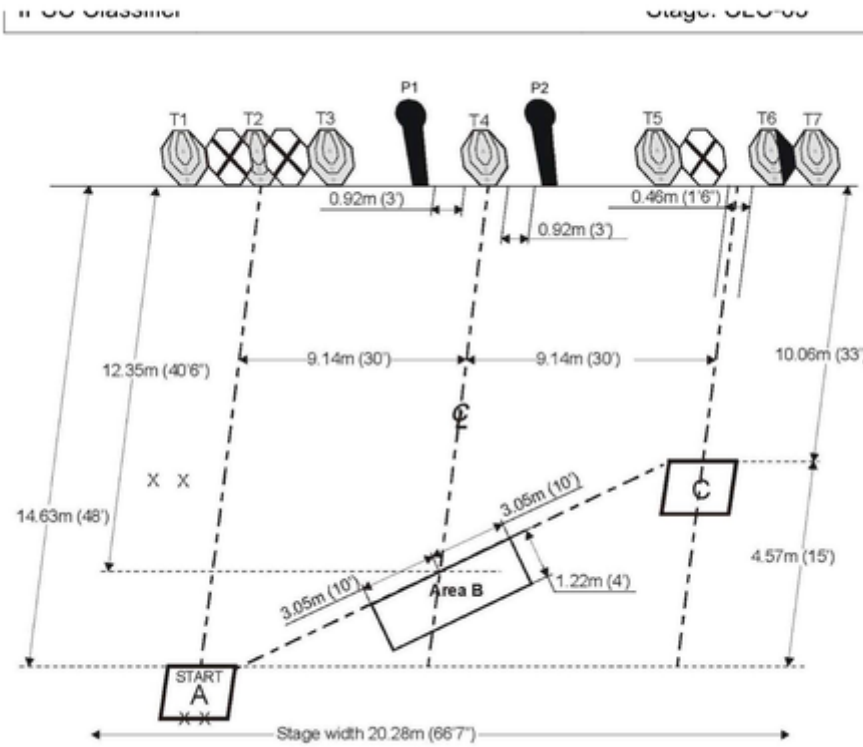 IPSC Classifier
P1
P2
T1
T2
T3
T4
T5
T6
T7
0.92m (3')
0.92m (3')
0.46m (1'6")
12.35m (40'6")
9.14m (30')
9.14m (30')
10.06m (33'
X X
14.63m (48')
3.05m (10')
3.05m (10')
C
Area B
1.22m (4')
4.57m (15')
START
A
Stage width 20.28m (66'7")